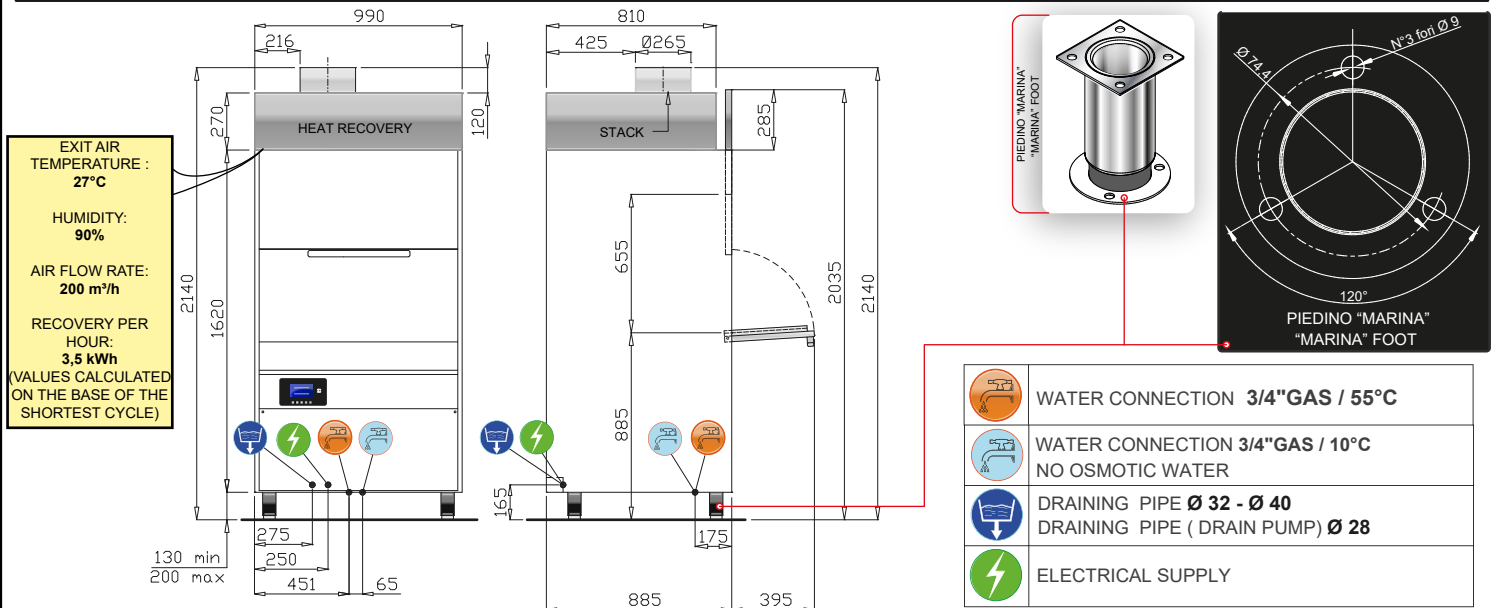 990
216
270
HEAT RECOVERY
120
2140
1620
EXIT AIR
TEMPERATURE :
27°C
HUMIDITY:
90%
AIR FLOW RATE:
200 m³/h
RECOVERY PER
HOUR:
3,5 kWh
(VALUES CALCULATED
ON THE BASE OF THE
SHORTEST CYCLE)
275
250
451
65
130 min
200 max
810
425
Ø265
STACK
285
655
885
2035
2140
165
175
885
395
PIEDINO "MARINA"
"MARINA" FOOT
N°3 fori Ø 9
Ø 74.4
120°
PIEDINO “MARINA”
“MARINA” FOOT
WATER CONNECTION 3/4"GAS / 55°C
WATER CONNECTION 3/4"GAS / 10°C
NO OSMOTIC WATER
DRAINING PIPE Ø 32 - Ø 40
DRAINING PIPE ( DRAIN PUMP) Ø 28
ELECTRICAL SUPPLY